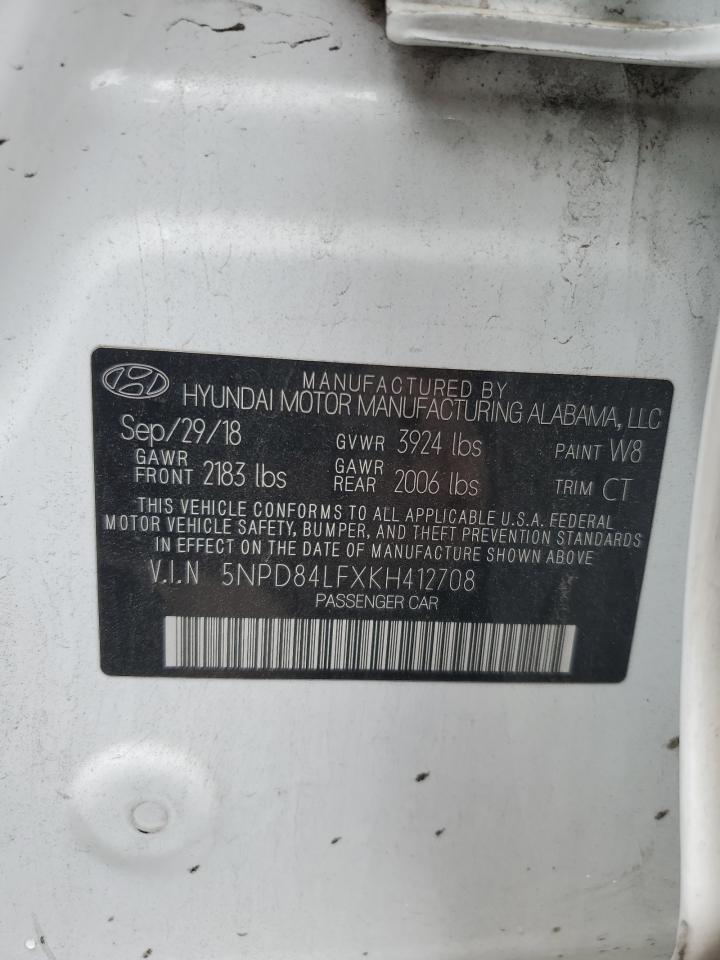 MANUFACTURED BY
HYUNDAI MOTOR MANUFACTURING ALABAMA, LLC
Sep/29/18 GVWR 3924 lbs PAINT W8
GAWR FRONT 2183 lbs GAWR REAR 2006 lbs TRIM CT
THIS VEHICLE CONFORMS TO ALL APPLICABLE U.S.A. FEDERAL
MOTOR VEHICLE SAFETY, BUMPER, AND THEFT PREVENTION STANDARDS
IN EFFECT ON THE DATE OF MANUFACTURE SHOWN ABOVE.
V.I.N 5NPD84LFXKH412708
PASSENGER CAR